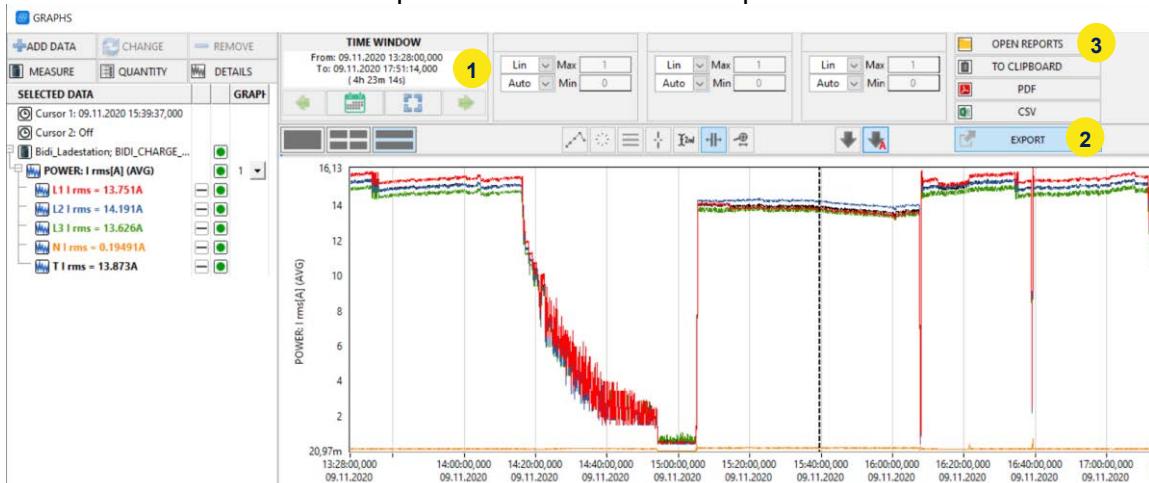 GRAPHS
ADD DATA CHANGE REMOVE
MEASURE QUANTITY DETAILS
SELECTED DATA GRAPH
Cursor 1: 09.11.2020 15:39:37,000
Cursor 2: Off
Bidi_Ladestation; BIDI_CHARGE_...
POWER: I rms[A] (AVG) 1
L1 I rms = 13.751A
L2 I rms = 14.191A
L3 I rms = 13.626A
N I rms = 0.19491A
T I rms = 13.873A
TIME WINDOW
From: 09.11.2020 13:28:00,000
To: 09.11.2020 17:51:14,000
( 4h 23m 14s)
1
Lin Max 1
Auto Min 0
Lin Max 1
Auto Min 0
Lin Max 1
Auto Min 0
OPEN REPORTS
3
TO CLIPBOARD
PDF
CSV
EXPORT
2
POWER: I rms[A] (AVG)
16,13
14
12
10
8
6
4
2
20,97m
13:28:00,000 14:00:00,000 14:20:00,000 14:40:00,000 15:00:00,000 15:20:00,000 15:40:00,000 16:00:00,000 16:20:00,000 16:40:00,000 17:00:00,000
09.11.2020 09.11.2020 09.11.2020 09.11.2020 09.11.2020 09.11.2020 09.11.2020 09.11.2020 09.11.2020 09.11.2020 09.11.2020